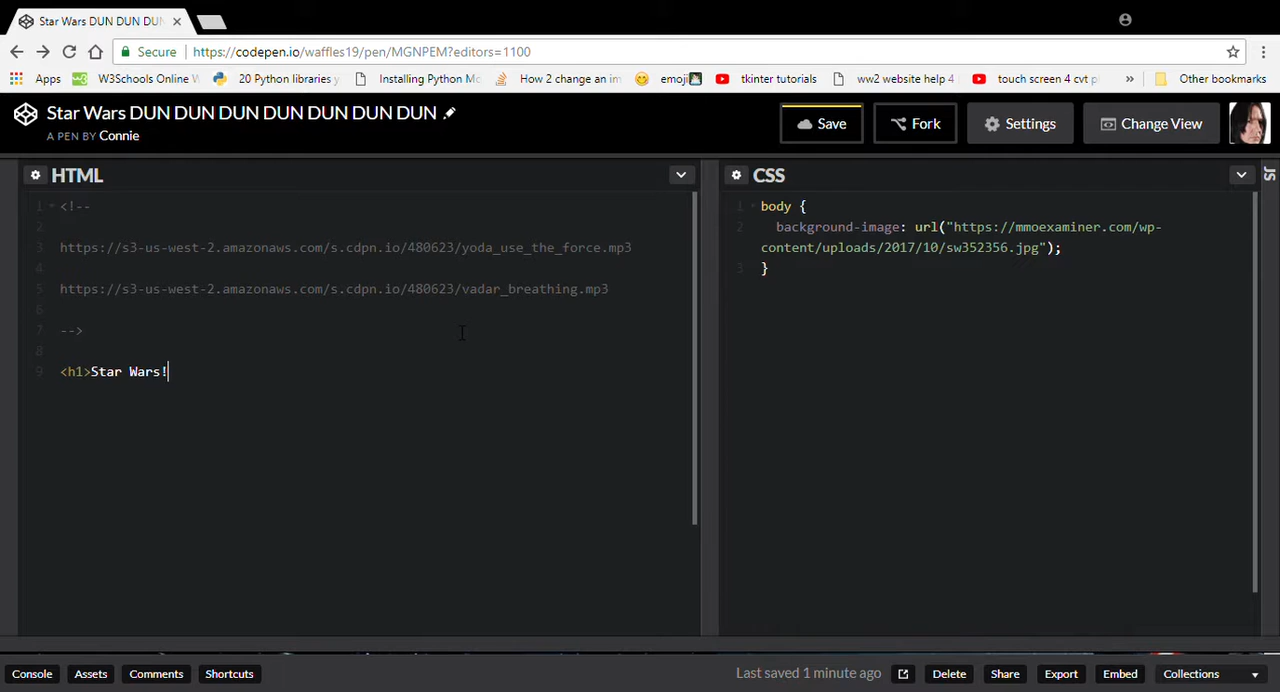 Star Wars DUN DUN DUN
Secure https://codepen.io/waffles19/pen/MGNPEM?editors=1100
Apps W3Schools Online 20 Python libraries Installing Python Mo How 2 change an im emoji tkinter tutorials ww2 website help 4 touch screen 4 cvt p » Other bookmarks
Star Wars DUN DUN DUN DUN DUN DUN DUN
A PEN BY Connie
Save Fork Settings Change View
HTML
1 <!--
2
3 https://s3-us-west-2.amazonaws.com/s.cdpn.io/480623/yoda_use_the_force.mp3
4
5 https://s3-us-west-2.amazonaws.com/s.cdpn.io/480623/vadar_breathing.mp3
6
7 -->
8
9 <h1>Star Wars!
CSS
1 body {
2 background-image: url("https://mmoexaminer.com/wp-
content/uploads/2017/10/sw352356.jpg");
3 }
JS
Console Assets Comments Shortcuts Last saved 1 minute ago Delete Share Export Embed Collections